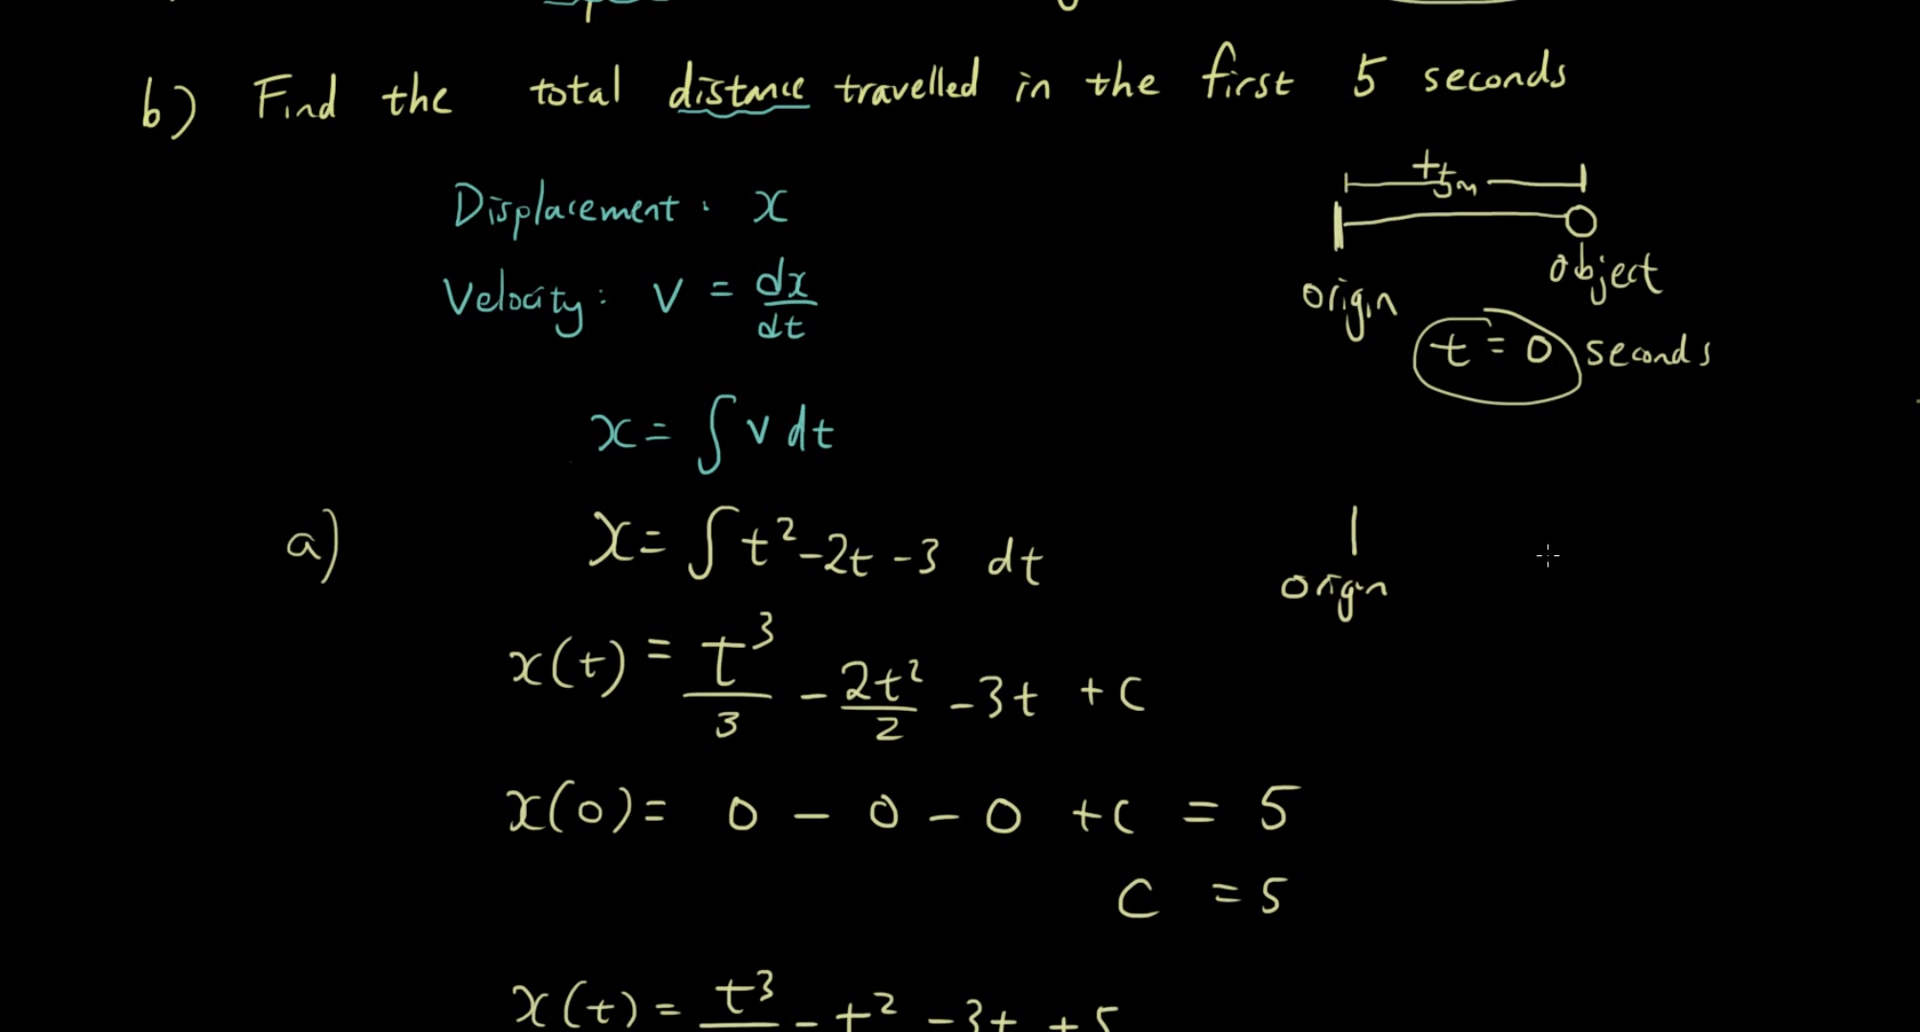 b) Find the total distance travelled in the first 5 seconds
+5m
Displacement: x
object
Velocity: v = dx/dt
origin
t = 0 seconds
x = ∫ v dt
a) x = ∫ t² - 2t - 3 dt
origin
x(t) = t³/3 - 2t²/2 - 3t + C
x(0) = 0 - 0 - 0 + C = 5
C = 5
x(t) = t³ - t² - 3t + 5